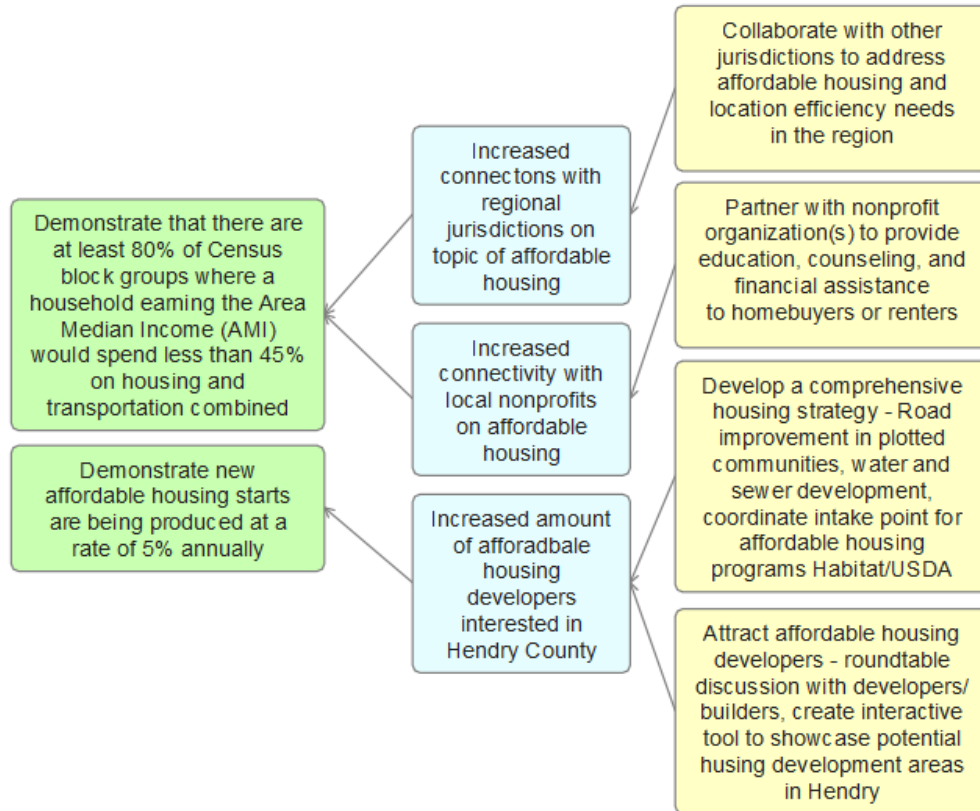 Demonstrate that there are
at least 80% of Census
block groups where a
household earning the Area
Median Income (AMI)
would spend less than 45%
on housing and
transportation combined
Demonstrate new
affordable housing starts
are being produced at a
rate of 5% annually
Increased
connectons with
regional
jurisdictions on
topic of affordable
housing
Increased
connectivity with
local nonprofits
on affordable
housing
Increased amount
of afforadbale
housing
developers
interested in
Hendry County
Collaborate with other
jurisdictions to address
affordable housing and
location efficiency needs
in the region
Partner with nonprofit
organization(s) to provide
education, counseling, and
financial assistance
to homebuyers or renters
Develop a comprehensive
housing strategy - Road
improvement in plotted
communities, water and
sewer development,
coordinate intake point for
affordable housing
programs Habitat/USDA
Attract affordable housing
developers - roundtable
discussion with developers/
builders, create interactive
tool to showcase potential
husing development areas
in Hendry